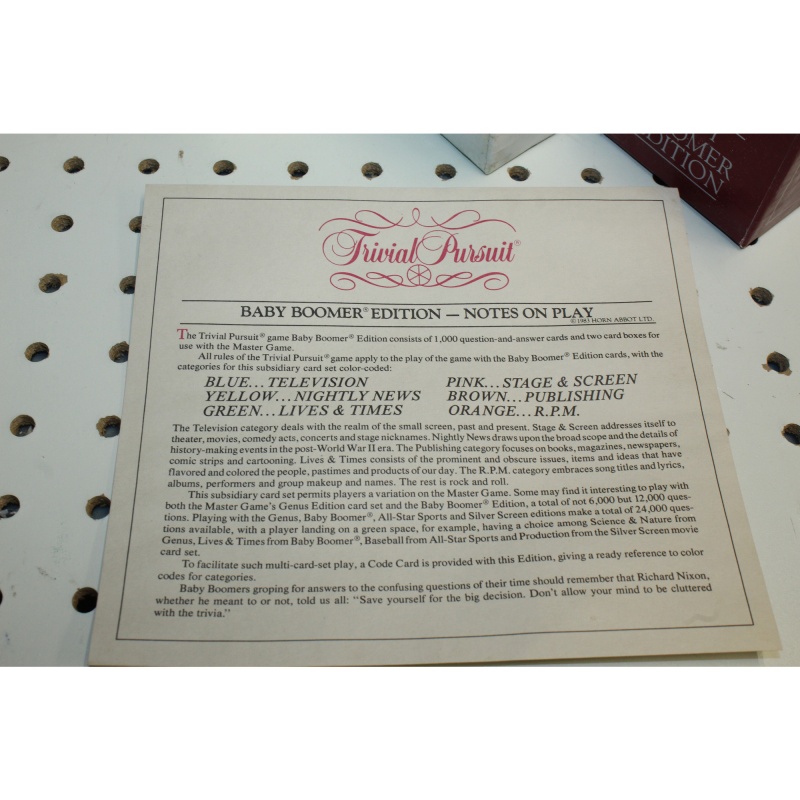 OMER
EDITION
Trivial Pursuit®
BABY BOOMER® EDITION — NOTES ON PLAY
© 1983 HORN ABBOT LTD.
The Trivial Pursuit® game Baby Boomer® Edition consists of 1,000 question-and-answer cards and two card boxes for
use with the Master Game.
All rules of the Trivial Pursuit® game apply to the play of the game with the Baby Boomer® Edition cards, with the
categories for this subsidiary card set color-coded:
BLUE...TELEVISION PINK...STAGE & SCREEN
YELLOW...NIGHTLY NEWS BROWN...PUBLISHING
GREEN...LIVES & TIMES ORANGE...R.P.M.
The Television category deals with the realm of the small screen, past and present. Stage & Screen addresses itself to
theater, movies, comedy acts, concerts and stage nicknames. Nightly News draws upon the broad scope and the details of
history-making events in the post-World War II era. The Publishing category focuses on books, magazines, newspapers,
comic strips and cartooning. Lives & Times consists of the prominent and obscure issues, items and ideas that have
flavored and colored the people, pastimes and products of our day. The R.P.M. category embraces song titles and lyrics,
albums, performers and group makeup and names. The rest is rock and roll.
This subsidiary card set permits players a variation on the Master Game. Some may find it interesting to play with
both the Master Game's Genus Edition card set and the Baby Boomer® Edition, a total of not 6,000 but 12,000 ques-
tions. Playing with the Genus, Baby Boomer®, All-Star Sports and Silver Screen editions make a total of 24,000 ques-
tions available, with a player landing on a green space, for example, having a choice among Science & Nature from
Genus, Lives & Times from Baby Boomer®, Baseball from All-Star Sports and Production from the Silver Screen movie
card set.
To facilitate such multi-card-set play, a Code Card is provided with this Edition, giving a ready reference to color
codes for categories.
Baby Boomers groping for answers to the confusing questions of their time should remember that Richard Nixon,
whether he meant to or not, told us all: “Save yourself for the big decision. Don't allow your mind to be cluttered
with the trivia.”